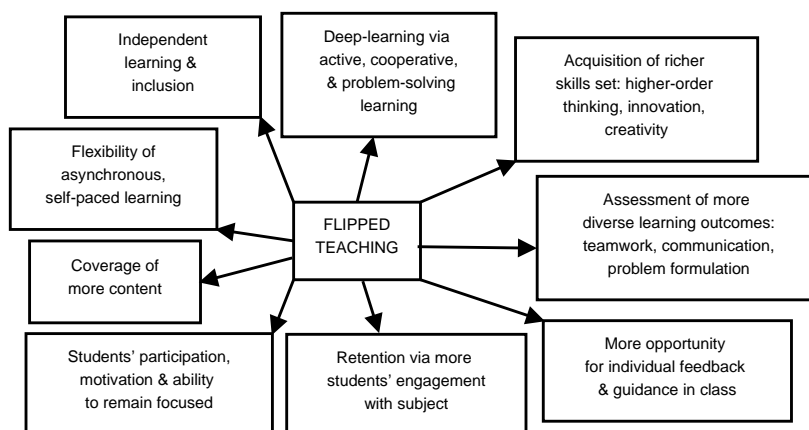 Independent
learning &
inclusion
Deep-learning via
active, cooperative,
& problem-solving
learning
Acquisition of richer
skills set: higher-order
thinking, innovation,
creativity
Flexibility of
asynchronous,
self-paced learning
FLIPPED
TEACHING
Assessment of more
diverse learning outcomes:
teamwork, communication,
problem formulation
Coverage of
more content
Students’ participation,
motivation & ability
to remain focused
Retention via more
students’ engagement
with subject
More opportunity
for individual feedback
& guidance in class